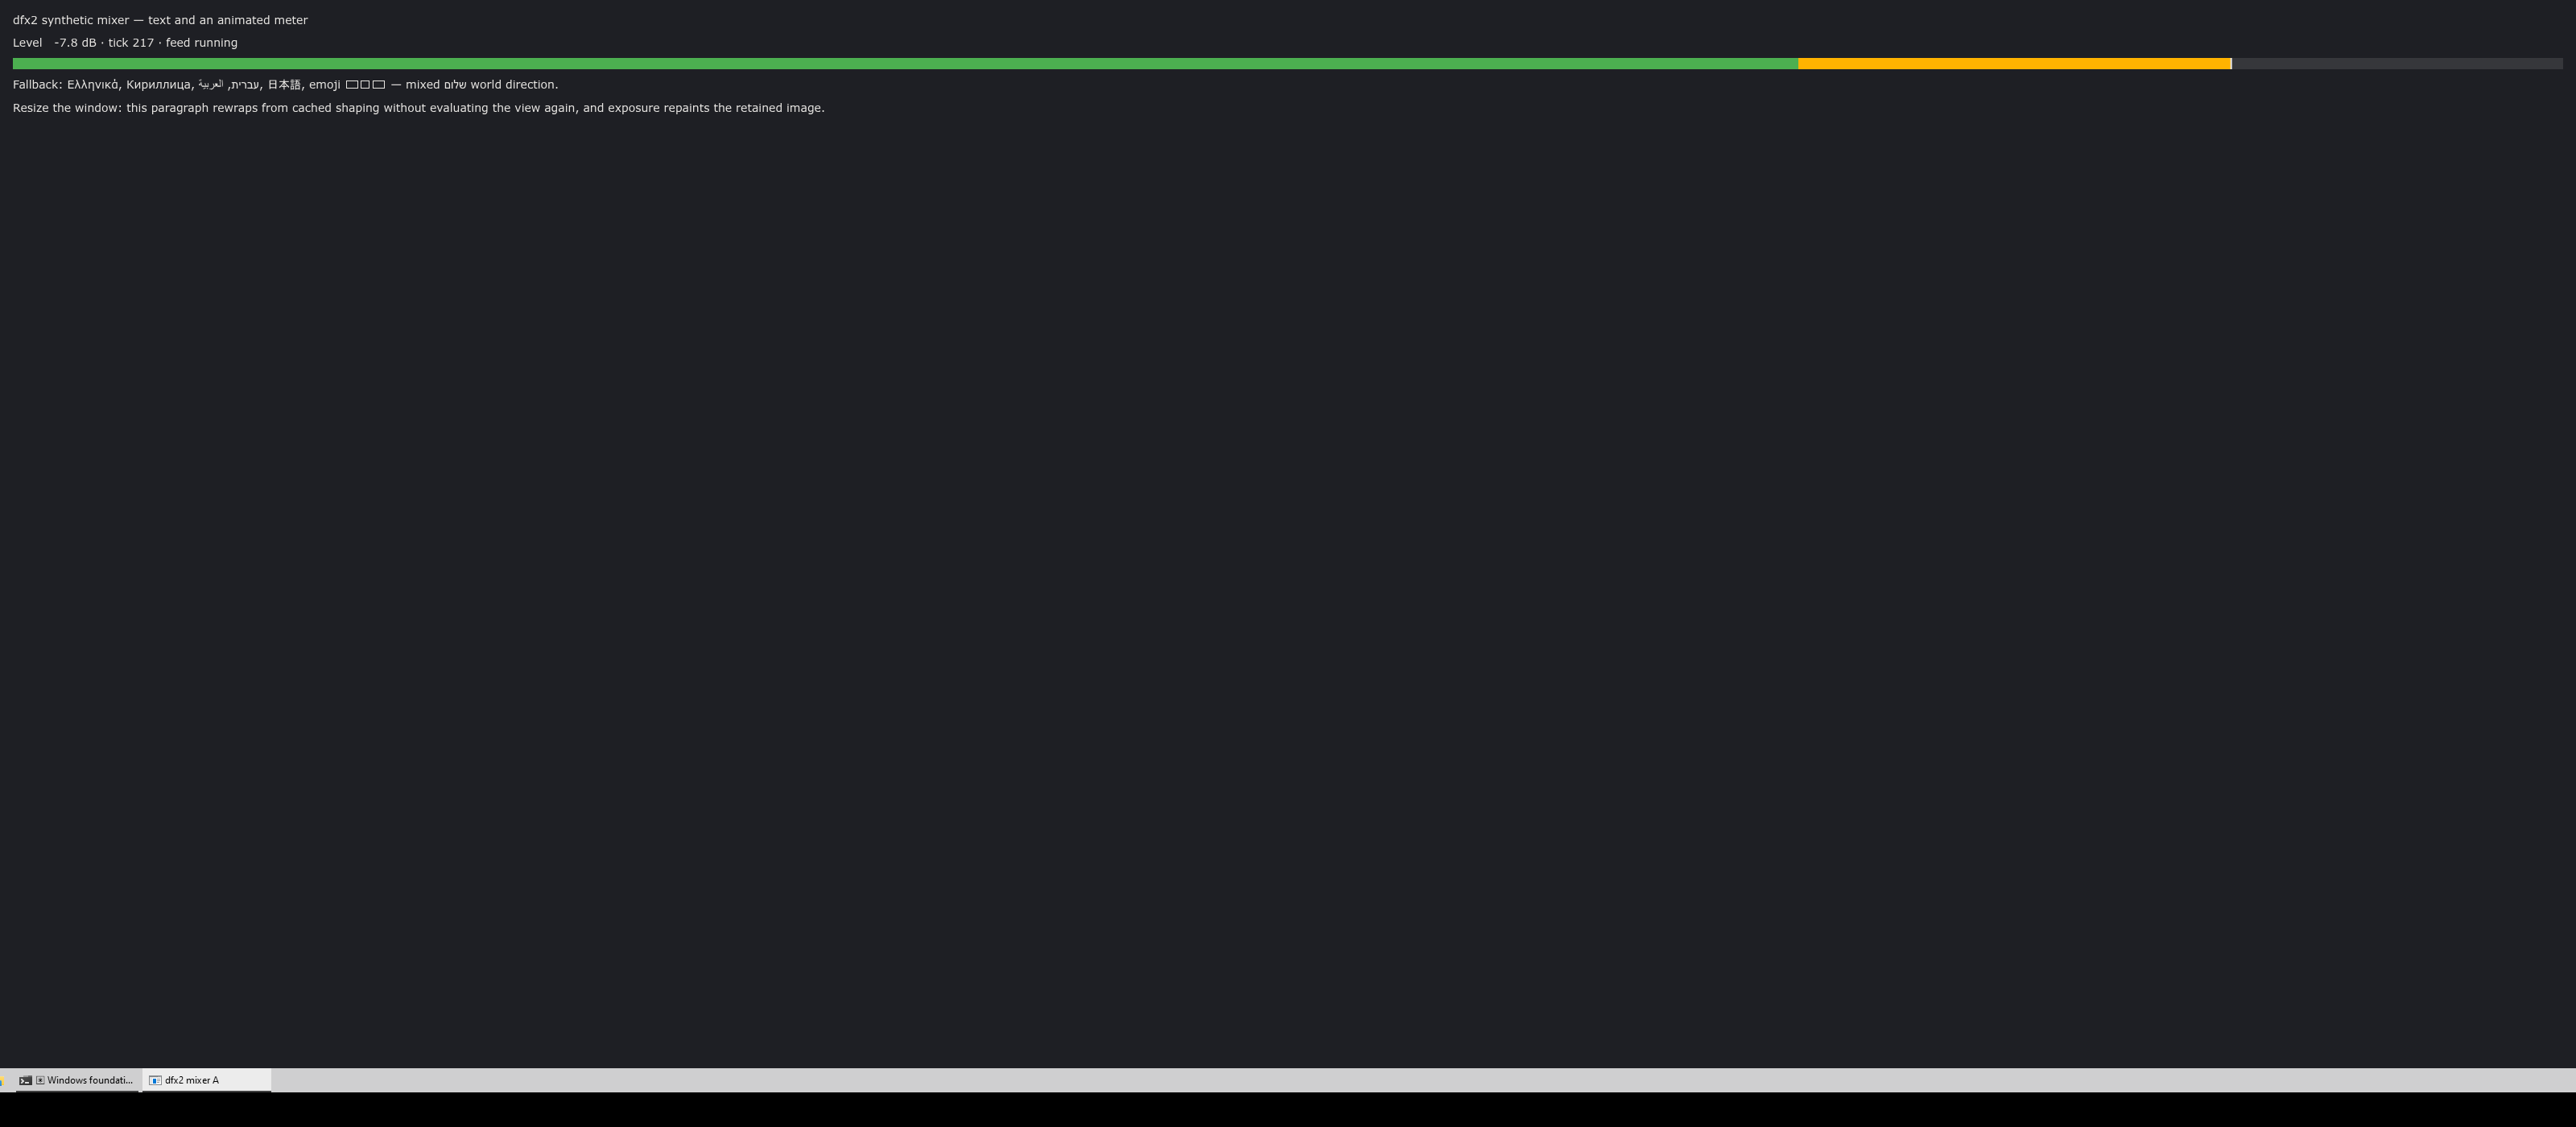 dfx2 synthetic mixer — text and an animated meter
Level -7.8 dB · tick 217 · feed running
Fallback: Ελληνικά, Кириллица, עברית, العربية, 日本語, emoji □□□ — mixed שלום world direction.
Resize the window: this paragraph rewraps from cached shaping without evaluating the view again, and exposure repaints the retained image.
Windows foundati...
dfx2 mixer A